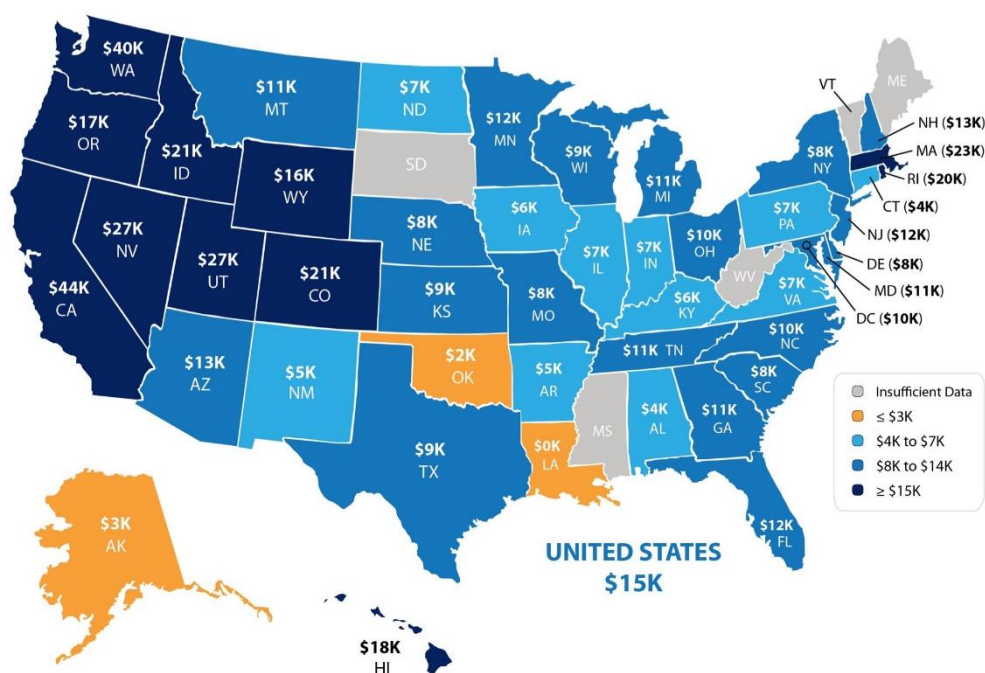 $40K
WA
$17K
OR
$21K
ID
$11K
MT
$16K
WY
$27K
NV
$27K
UT
$21K
CO
$44K
CA
$13K
AZ
$5K
NM
$7K
ND
SD
$8K
NE
$9K
KS
$2K
OK
$9K
TX
$12K
MN
$6K
IA
$8K
MO
$5K
AR
$0K
LA
$9K
WI
$7K
IL
$11K
MI
$7K
IN
$10K
OH
$6K
KY
$11K TN
MS
$4K
AL
$11K
GA
$12K
FL
$8K
SC
$10K
NC
$7K
VA
WV
$7K
PA
$8K
NY
VT
ME
NH ($13K)
MA ($23K)
RI ($20K)
CT ($4K)
NJ ($12K)
DE ($8K)
MD ($11K)
DC ($10K)
Insufficient Data
≤ $3K
$4K to $7K
$8K to $14K
≥ $15K
$3K
AK
$18K
HI
UNITED STATES
$15K